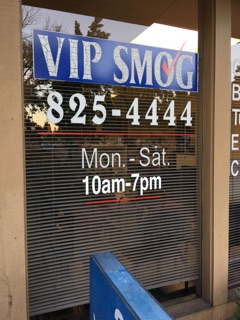 VIP SMOG
825-4444
Mon. - Sat.
10am-7pm